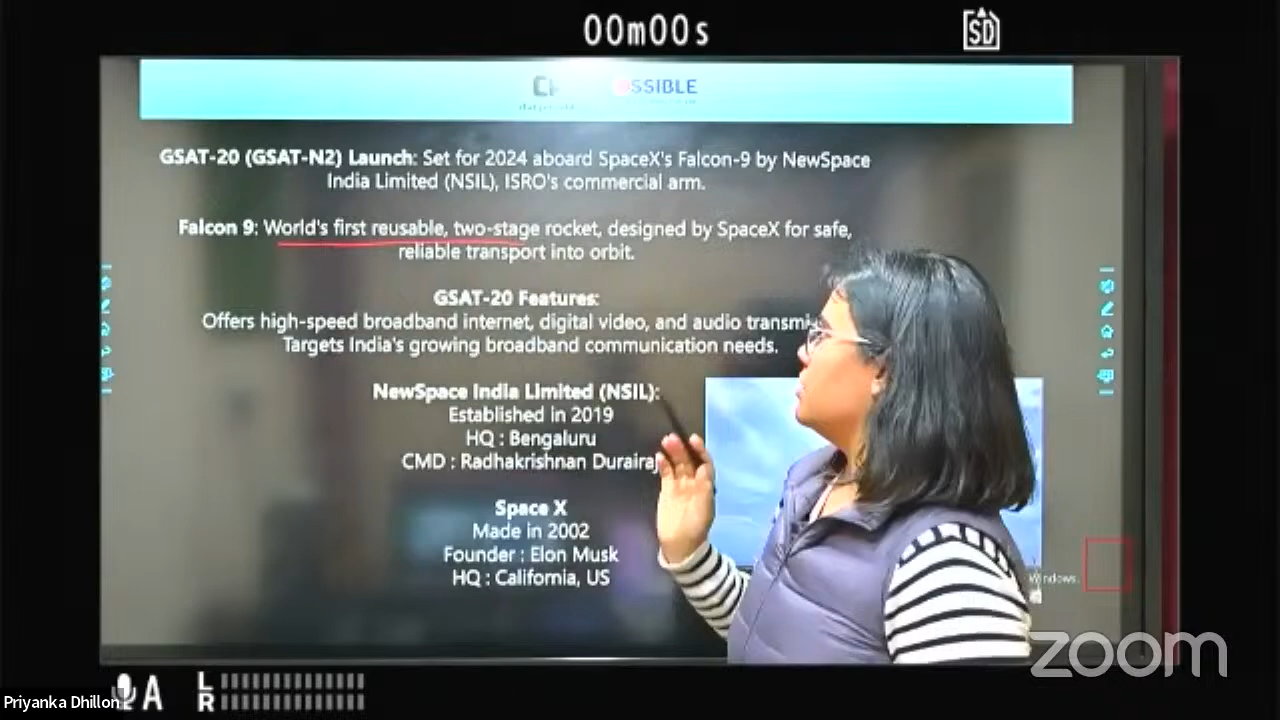 00m00s
SD
SSIBLE
GSAT-20 (GSAT-N2) Launch: Set for 2024 aboard SpaceX's Falcon-9 by NewSpace
India Limited (NSIL), ISRO's commercial arm.
Falcon 9: World's first reusable, two-stage rocket, designed by SpaceX for safe,
reliable transport into orbit.
GSAT-20 Features:
Offers high-speed broadband internet, digital video, and audio transmi
Targets India's growing broadband communication needs.
NewSpace India Limited (NSIL):
Established in 2019
HQ : Bengaluru
CMD : Radhakrishnan Durairaj
Space X
Made in 2002
Founder : Elon Musk
HQ : California, US
Windows.
zoom
A
L
R
Priyanka Dhillon